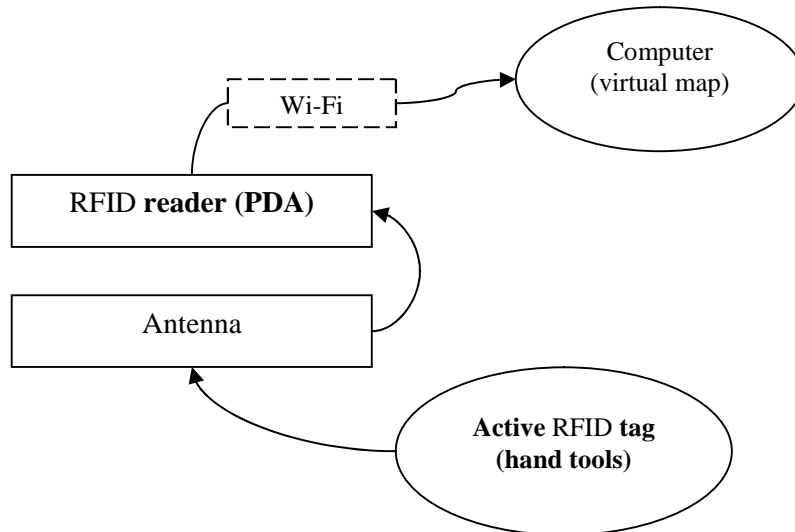 Computer
(virtual map)
Wi-Fi
RFID reader (PDA)
Antenna
Active RFID tag
(hand tools)